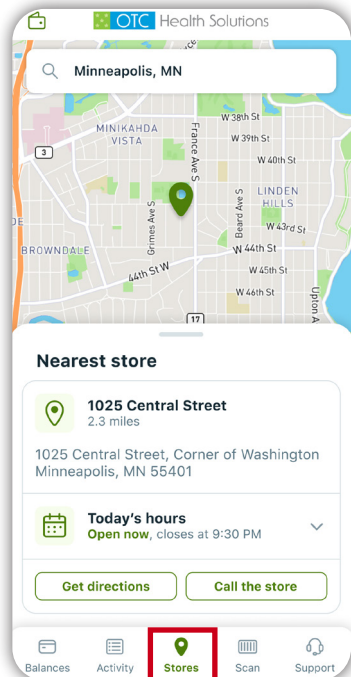 OTC Health Solutions
Minneapolis, MN
W 38th St
MINIKAHDA
VISTA
France Ave S
W 39th St
3
W 40th St
Grimes Ave S
Beard Ave S
LINDEN
HILLS
W 43rd St
BROWNDALE
W 44th St
44th St W
W 45th St
W 46th St
Upton A
17
Nearest store
1025 Central Street
2.3 miles
1025 Central Street, Corner of Washington
Minneapolis, MN 55401
Today's hours
Open now, closes at 9:30 PM
Get directions
Call the store
Balances
Activity
Stores
Scan
Support